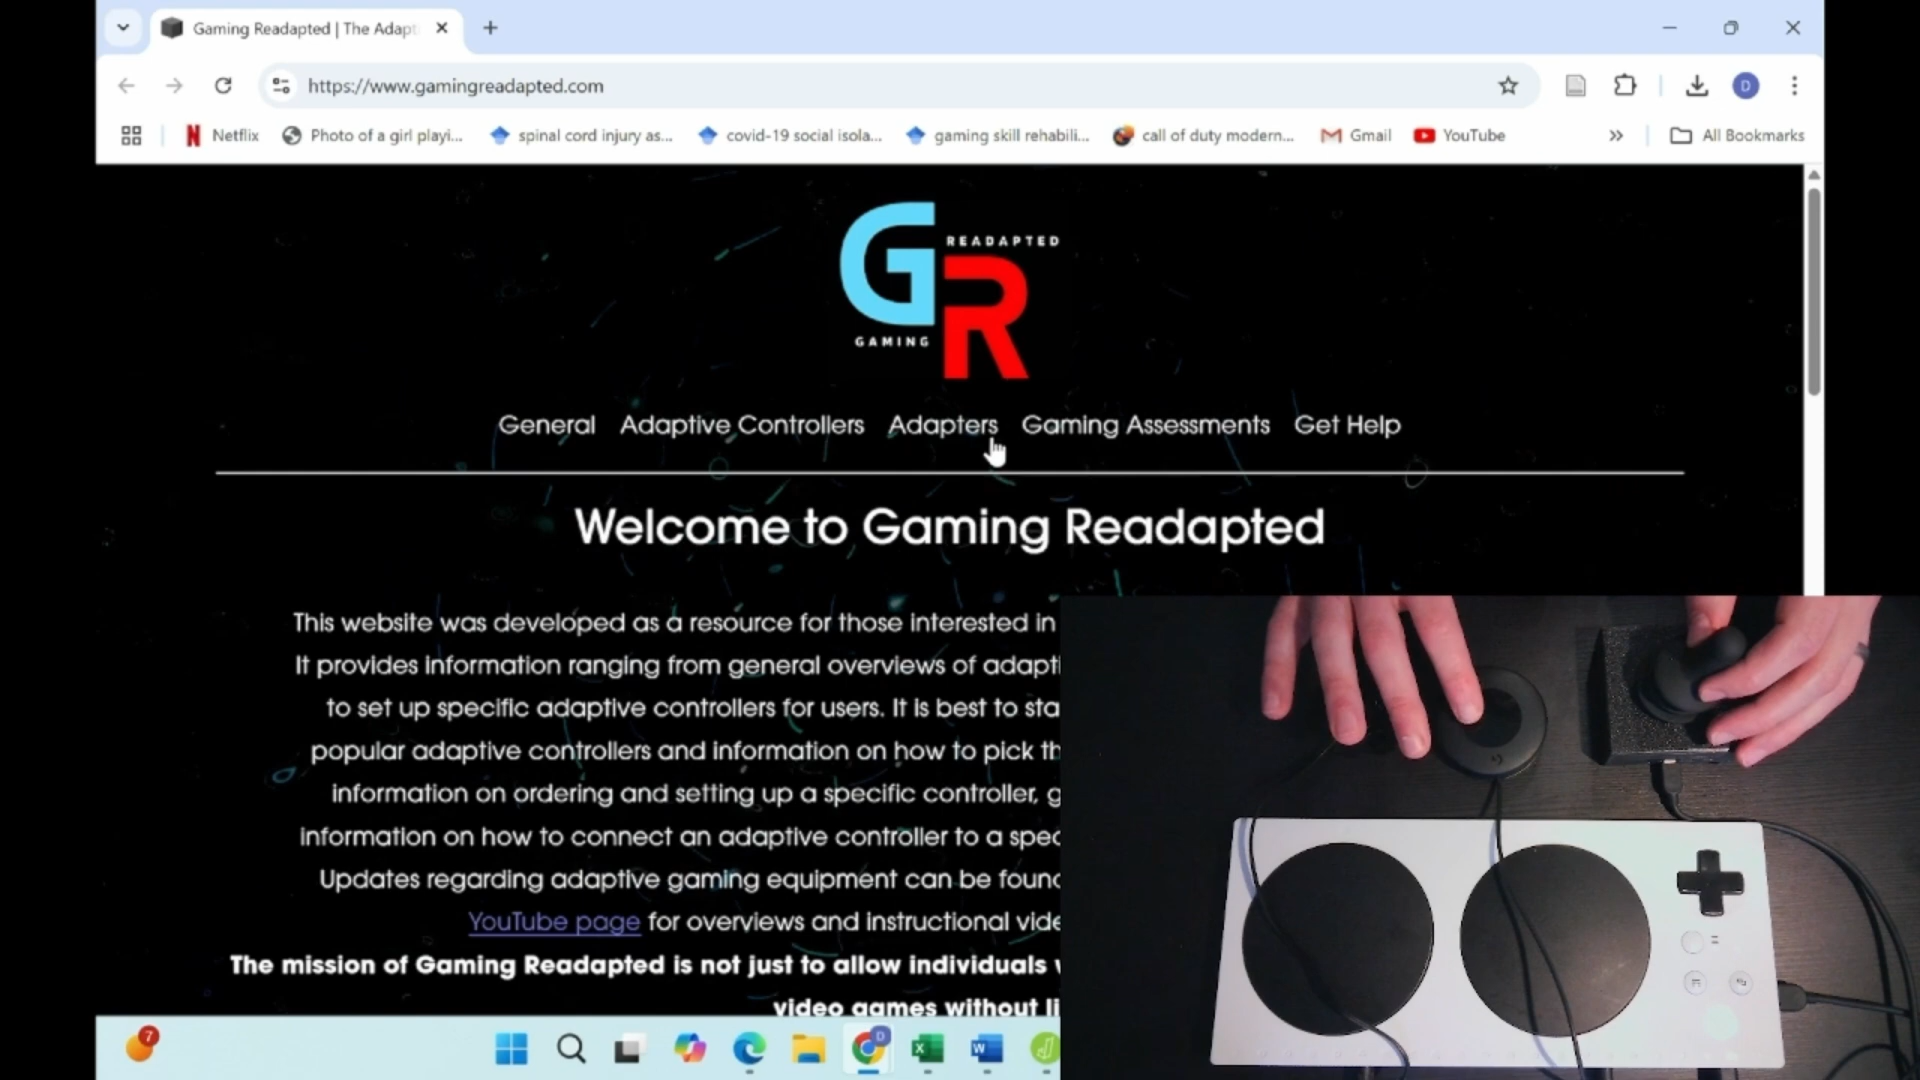 Gaming Readapted | The Adapt
https://www.gamingreadapted.com
D
Netflix
Photo of a girl playi...
spinal cord injury as...
covid-19 social isola...
gaming skill rehabili...
call of duty modern...
Gmail
YouTube
All Bookmarks
G READAPTED
GAMING R
General Adaptive Controllers Adapters Gaming Assessments Get Help
Welcome to Gaming Readapted
This website was developed as a resource for those interested in
It provides information ranging from general overviews of adapti
to set up specific adaptive controllers for users. It is best to sta
popular adaptive controllers and information on how to pick th
information on ordering and setting up a specific controller, g
information on how to connect an adaptive controller to a spec
Updates regarding adaptive gaming equipment can be found
YouTube page for overviews and instructional vide
The mission of Gaming Readapted is not just to allow individuals
video games without li
7
D